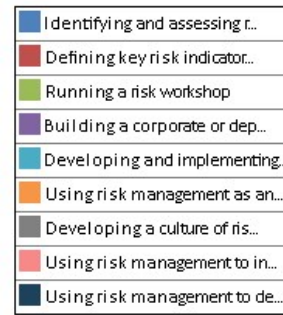 Identifying and assessing r...
Defining key risk indicator...
Running a risk workshop
Building a corporate or dep...
Developing and implementing...
Using risk management as an...
Developing a culture of ris...
Using risk management to in...
Using risk management to de...